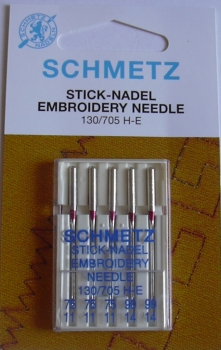 SCHMETZ
SCHMETZ
STICK-NADEL
EMBROIDERY NEEDLE
130/705 H-E
SCHMETZ
STICK-NADEL
EMBROIDERY
NEEDLE
130/705 H-E
75 75 75 90 90
11 11 11 14 14